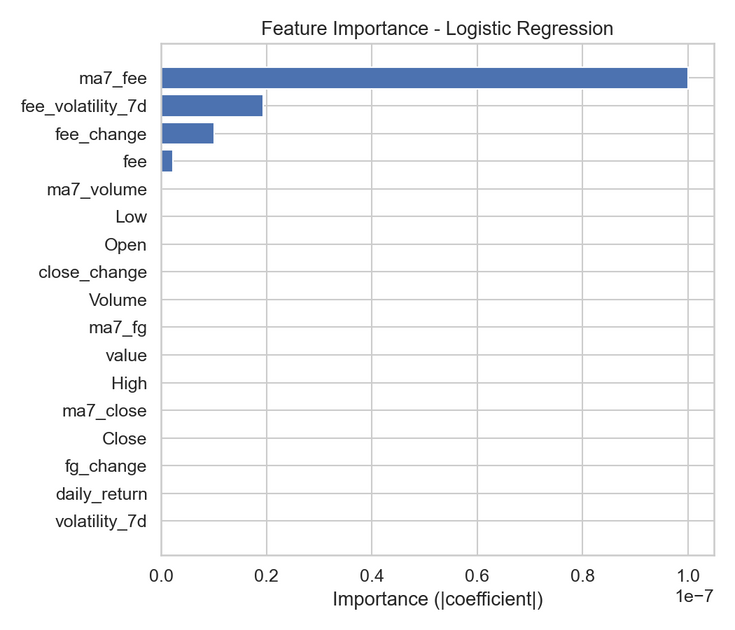 Feature Importance - Logistic Regression
ma7_fee
fee_volatility_7d
fee_change
fee
ma7_volume
Low
Open
close_change
Volume
ma7_fg
value
High
ma7_close
Close
fg_change
daily_return
volatility_7d
0.0 0.2 0.4 0.6 0.8 1.0
1e−7
Importance (|coefficient|)